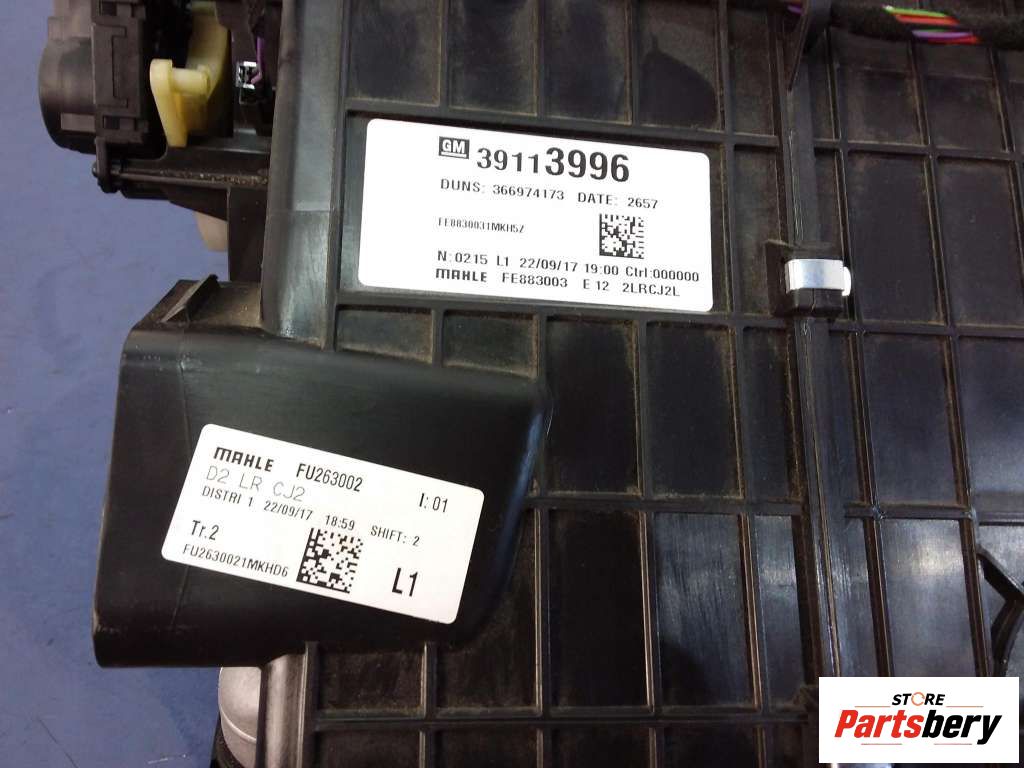 GM 39113996
DUNS: 366974173 DATE: 2657
FE8830031MKH5Z
N:0215 L1 22/09/17 19:00 Ctrl:000000
MAHLE FE883003 E 12 2LRCJ2L
MAHLE FU263002 I: 01
D2 LR CJ2
DISTRI 1 22/09/17 18:59 SHIFT: 2
Tr.2
FU2630021MKHD6 L1
STORE
Partsbery